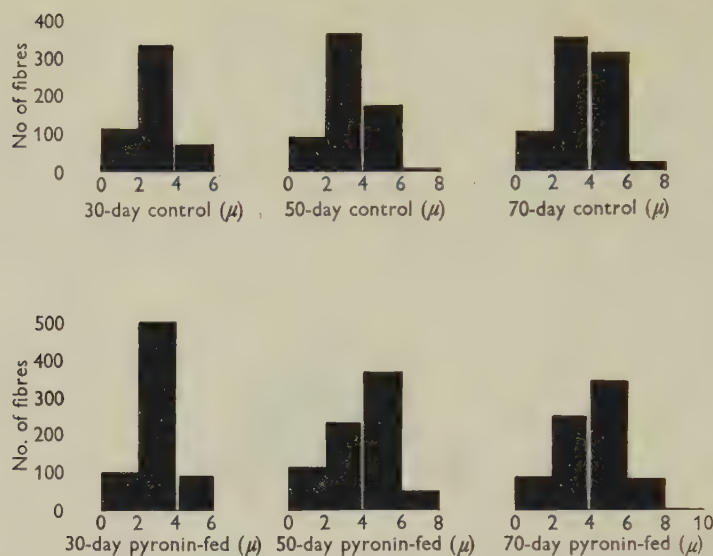 400
300
200
100
0
No of fibres
0 2 4 6
30-day control (μ)
0 2 4 6 8
50-day control (μ)
0 2 4 6 8
70-day control (μ)
500
400
300
200
100
0
No. of fibres
0 2 4 6
30-day pyronin-fed (μ)
0 2 4 6 8
50-day pyronin-fed (μ)
0 2 4 6 8 10
70-day pyronin-fed (μ)